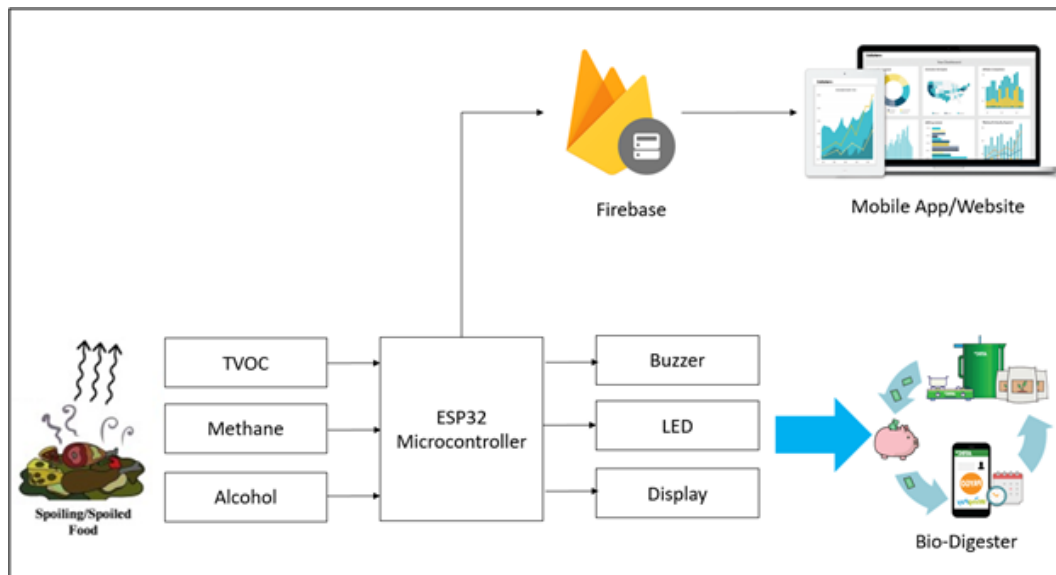 Firebase
Mobile App/Website
TVOC
Methane
Alcohol
ESP32
Microcontroller
Buzzer
LED
Display
Spoiling/Spoiled
Food
Bio-Digester